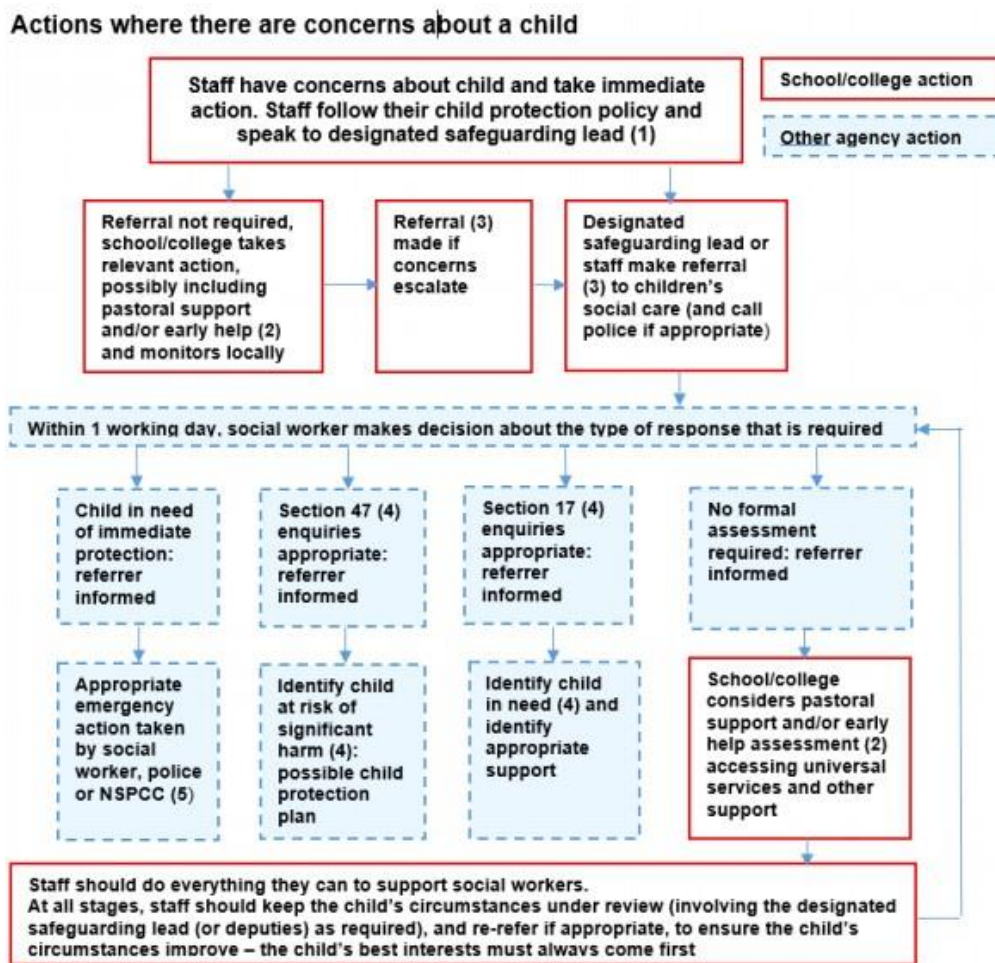 Actions where there are concerns about a child
Staff have concerns about child and take immediate
action. Staff follow their child protection policy and
speak to designated safeguarding lead (1)
School/college action
Other agency action
Referral not required,
school/college takes
relevant action,
possibly including
pastoral support
and/or early help (2)
and monitors locally
Referral (3)
made if
concerns
escalate
Designated
safeguarding lead or
staff make referral
(3) to children's
social care (and call
police if appropriate)
Within 1 working day, social worker makes decision about the type of response that is required
Child in need
of immediate
protection:
referrer
informed
Section 47 (4)
enquiries
appropriate:
referrer
informed
Section 17 (4)
enquiries
appropriate:
referrer
informed
No formal
assessment
required: referrer
informed
Appropriate
emergency
action taken
by social
worker, police
or NSPCC (5)
Identify child
at risk of
significant
harm (4):
possible child
protection
plan
Identify child
in need (4) and
identify
appropriate
support
School/college
considers pastoral
support and/or early
help assessment (2)
accessing universal
services and other
support
Staff should do everything they can to support social workers.
At all stages, staff should keep the child's circumstances under review (involving the designated
safeguarding lead (or deputies) as required), and re-refer if appropriate, to ensure the child's
circumstances improve – the child's best interests must always come first